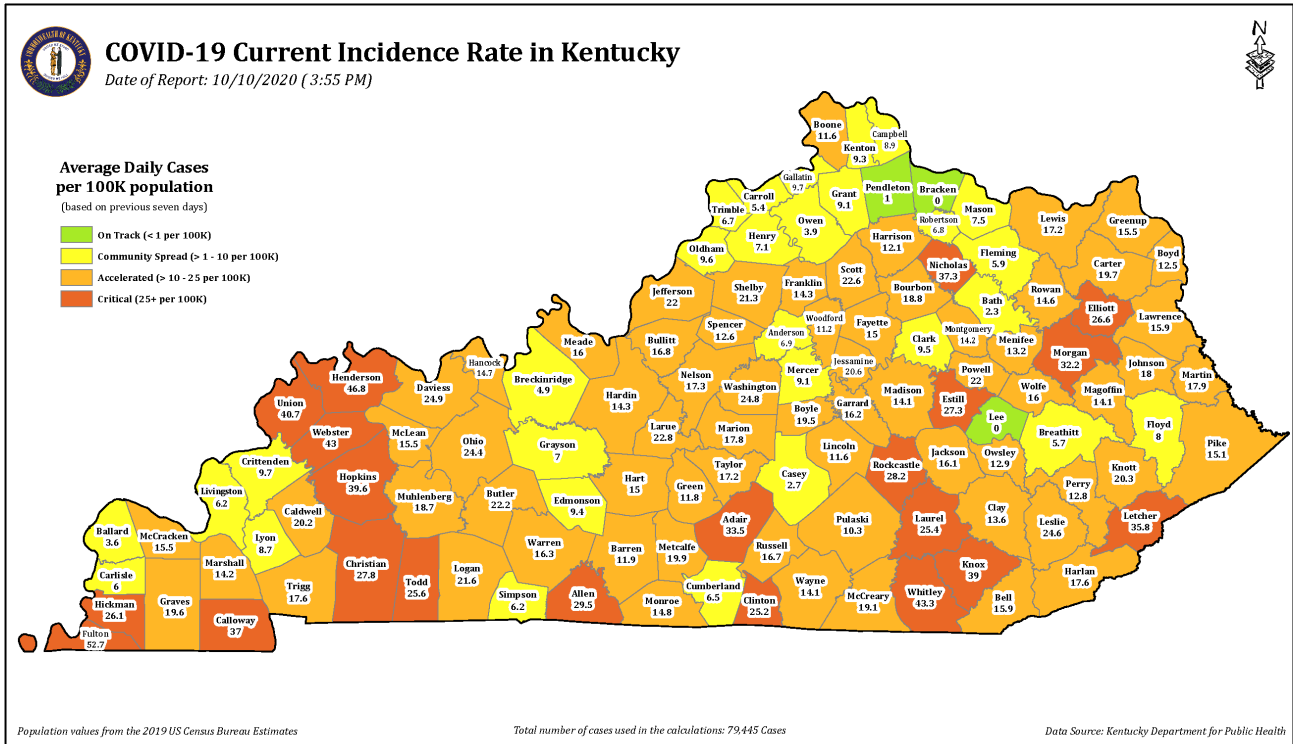 COVID-19 Current Incidence Rate in Kentucky
Date of Report: 10/10/2020 ( 3:55 PM)
N
Average Daily Cases
per 100K population
(based on previous seven days)
On Track (< 1 per 100K)
Community Spread (> 1 - 10 per 100K)
Accelerated (> 10 - 25 per 100K)
Critical (25+ per 100K)
Boone
11.6
Kenton
9.3
Campbell
8.9
Gallatin
9.7
Carroll
5.4
Trimble
6.7
Grant
9.1
Pendleton
1
Bracken
0
Owen
3.9
Mason
7.5
Robertson
6.8
Lewis
17.2
Greenup
15.5
Henry
7.1
Oldham
9.6
Harrison
12.1
Fleming
5.9
Boyd
12.5
Nicholas
37.3
Carter
19.7
Scott
22.6
Franklin
14.3
Shelby
21.3
Jefferson
22
Bourbon
18.8
Bath
2.3
Rowan
14.6
Elliott
26.6
Lawrence
15.9
Woodford
11.2
Fayette
15
Spencer
12.6
Anderson
6.9
Clark
9.5
Montgomery
14.2
Menifee
13.2
Morgan
32.2
Meade
16
Bullitt
16.8
Johnson
18
Martin
17.9
Hancock
14.7
Henderson
46.8
Daviess
24.9
Breckinridge
4.9
Nelson
17.3
Washington
24.8
Mercer
9.1
Jessamine
20.6
Madison
14.1
Powell
22
Wolfe
16
Magoffin
14.1
Estill
27.3
Hardin
14.3
Union
40.7
Boyle
19.5
Garrard
16.2
Lee
0
Floyd
8
Webster
43
McLean
15.5
Ohio
24.4
Grayson
7
Larue
22.8
Marion
17.8
Lincoln
11.6
Breathitt
5.7
Pike
15.1
Jackson
16.1
Owsley
12.9
Crittenden
9.7
Rockcastle
28.2
Taylor
17.2
Casey
2.7
Knott
20.3
Hopkins
39.6
Hart
15
Green
11.8
Perry
12.8
Livingston
6.2
Muhlenberg
18.7
Butler
22.2
Edmonson
9.4
Caldwell
20.2
Clay
13.6
Adair
33.5
Pulaski
10.3
Laurel
25.4
Leslie
24.6
Letcher
35.8
Ballard
3.6
McCracken
15.5
Lyon
8.7
Warren
16.3
Barren
11.9
Metcalfe
19.9
Russell
16.7
Marshall
14.2
Christian
27.8
Knox
39
Carlisle
6
Logan
21.6
Todd
25.6
Harlan
17.6
Trigg
17.6
Cumberland
6.5
Wayne
14.1
Simpson
6.2
Allen
29.5
Whitley
43.3
Monroe
14.8
Clinton
25.2
McCreary
19.1
Bell
15.9
Graves
19.6
Hickman
26.1
Calloway
37
Fulton
52.7
Population values from the 2019 US Census Bureau Estimates
Total number of cases used in the calculations: 79,445 Cases
Data Source: Kentucky Department for Public Health